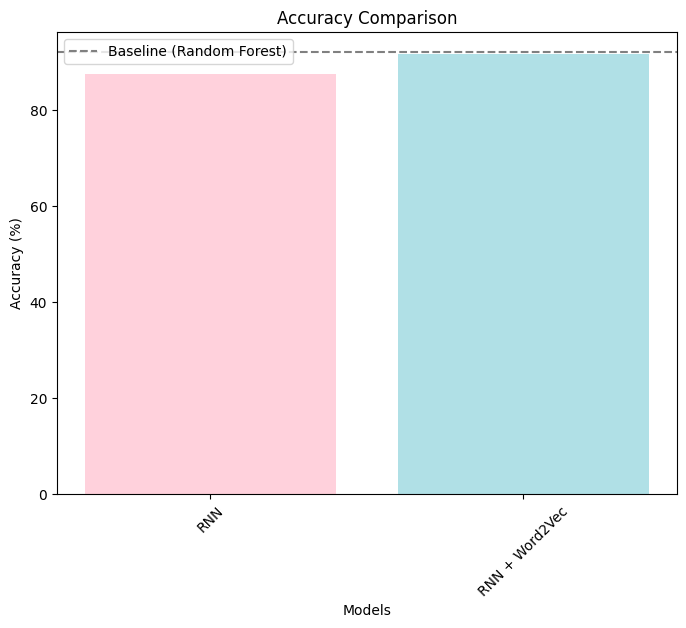 Accuracy Comparison
Baseline (Random Forest)
Accuracy (%)
80
60
40
20
0
RNN
RNN + Word2Vec
Models